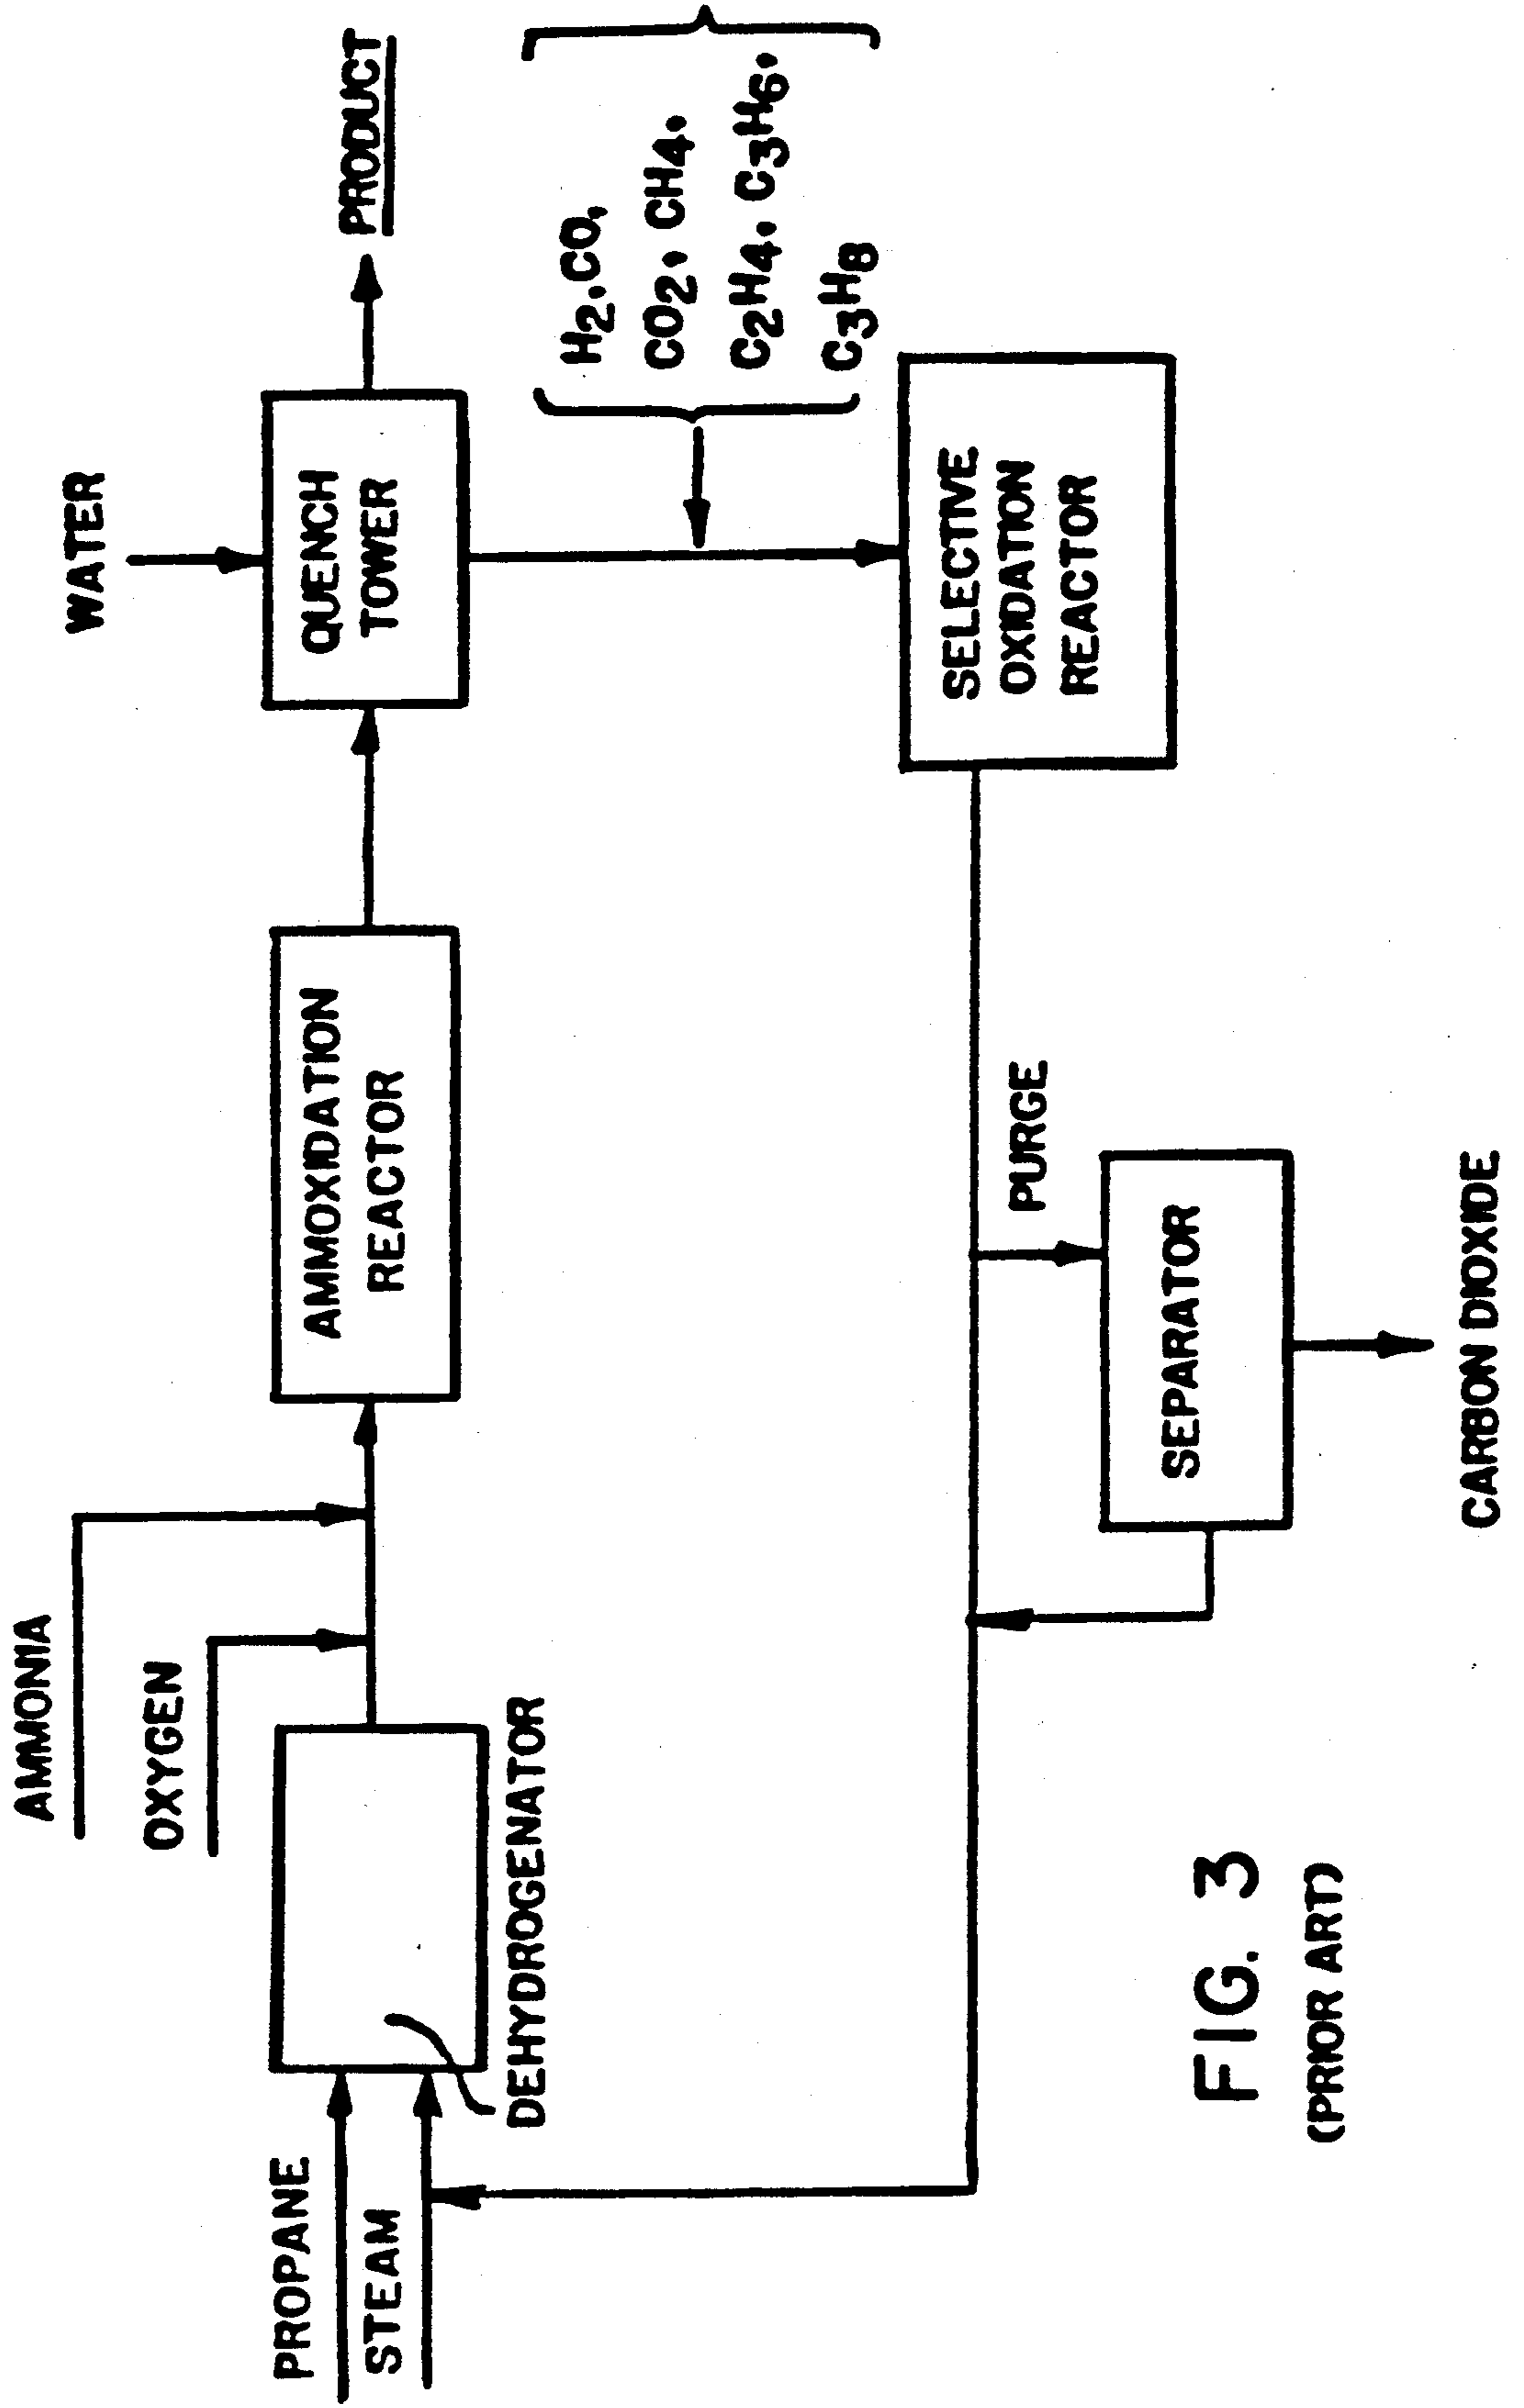 AMMONIA
OXYGEN
WATER
PROPANE
STEAM
DEHYDROGENATOR
AMMOXIDATION
REACTOR
QUENCH
TOWER
PRODUCT
H2, CO,
CO2, CH4,
C2H4, C3H6,
C3H8
SELECTIVE
OXIDATION
REACTOR
PURGE
SEPARATOR
CARBON DIOXIDE
FIG. 3
(PRIOR ART)